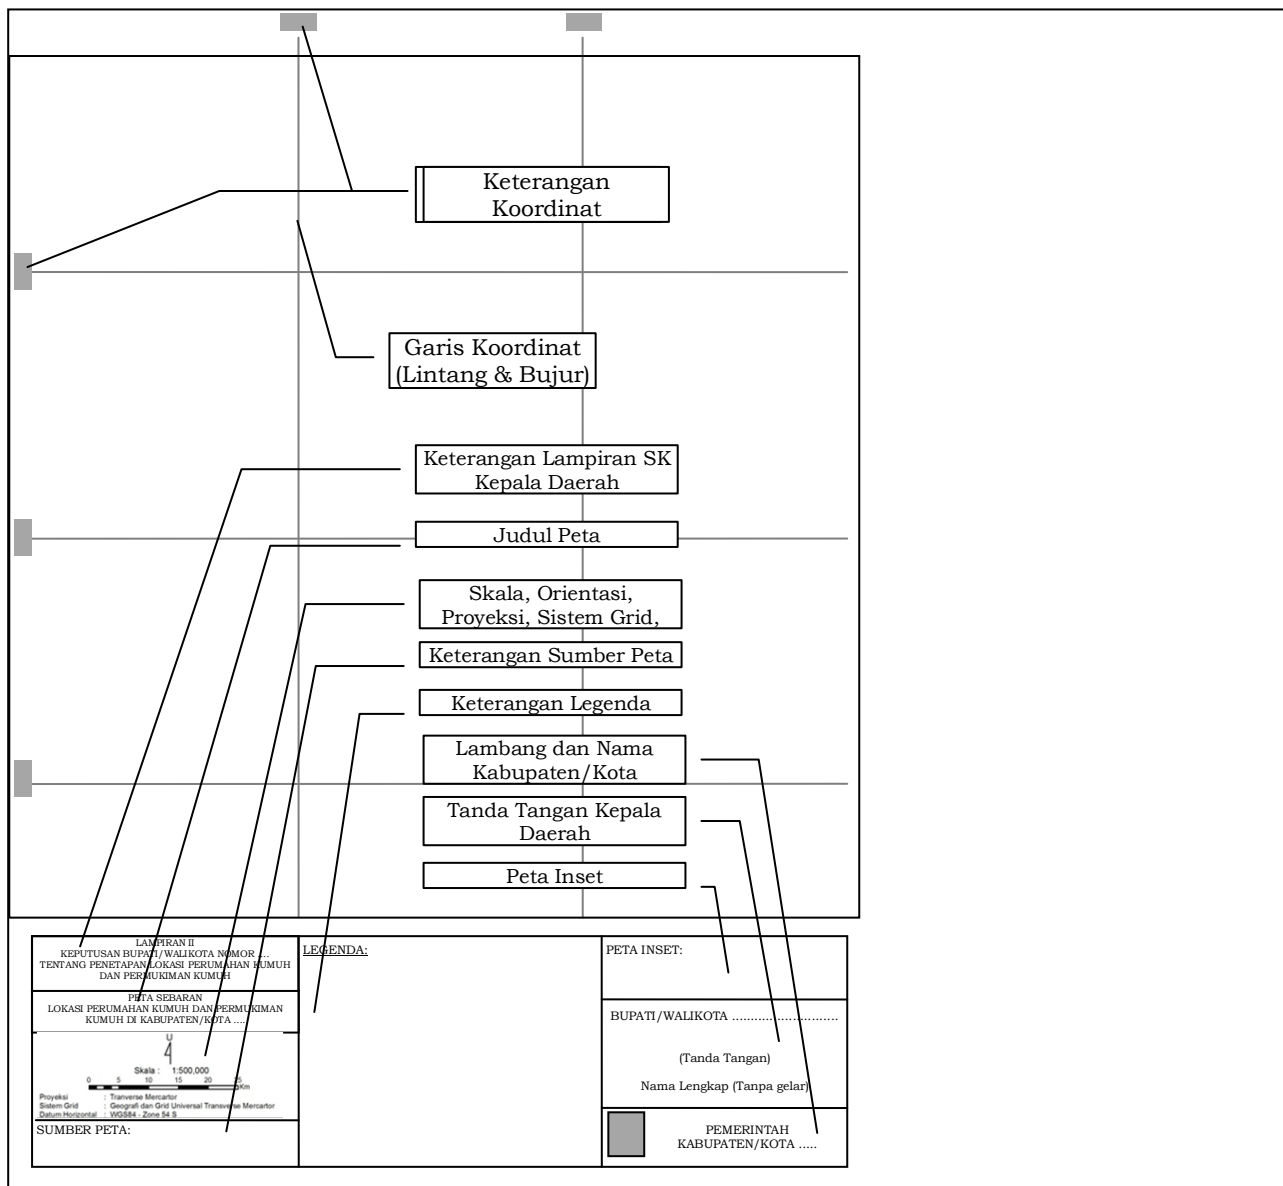 Keterangan
Koordinat
Garis Koordinat
(Lintang & Bujur)
Keterangan Lampiran SK
Kepala Daerah
Judul Peta
Skala, Orientasi,
Proyeksi, Sistem Grid,
Keterangan Sumber Peta
Keterangan Legenda
Lambang dan Nama
Kabupaten/Kota
Tanda Tangan Kepala
Daerah
Peta Inset
LAMPIRAN II
KEPUTUSAN BUPATI/WALIKOTA NOMOR ....
TENTANG PENETAPAN LOKASI PERUMAHAN KUMUH
DAN PERMUKIMAN KUMUH
PETA SEBARAN
LOKASI PERUMAHAN KUMUH DAN PERMUKIMAN
KUMUH DI KABUPATEN/KOTA ....
U
Skala : 1:500,000
0 5 10 15 20 25
Km
Proyeksi : Tranverse Mercartor
Sistem Grid : Geografi dan Grid Universal Transverse Mercartor
Datum Horizontal : WGS84 - Zone 54 S
SUMBER PETA:
LEGENDA:
PETA INSET:
BUPATI/WALIKOTA ............................
(Tanda Tangan)
Nama Lengkap (Tanpa gelar)
PEMERINTAH
KABUPATEN/KOTA .....